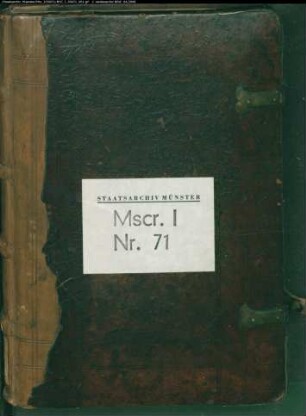 STAATSARCHIV MÜNSTER
Mscr. I
Nr. 71